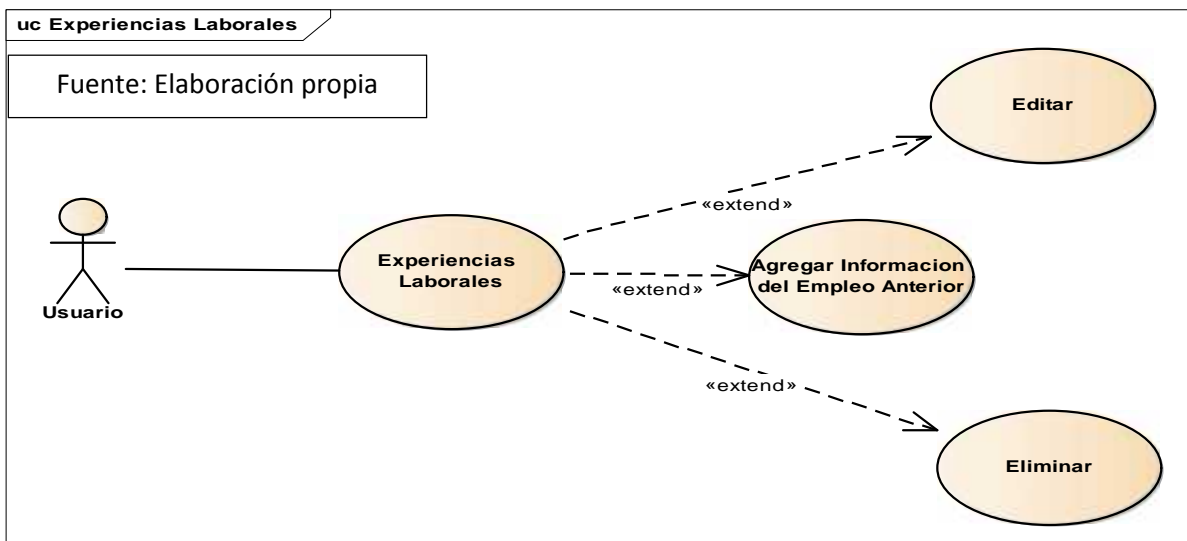 uc Experiencias Laborales
Fuente: Elaboración propia
Editar
«extend»
Usuario
Experiencias
Laborales
«extend»
Agregar Informacion
del Empleo Anterior
«extend»
Eliminar